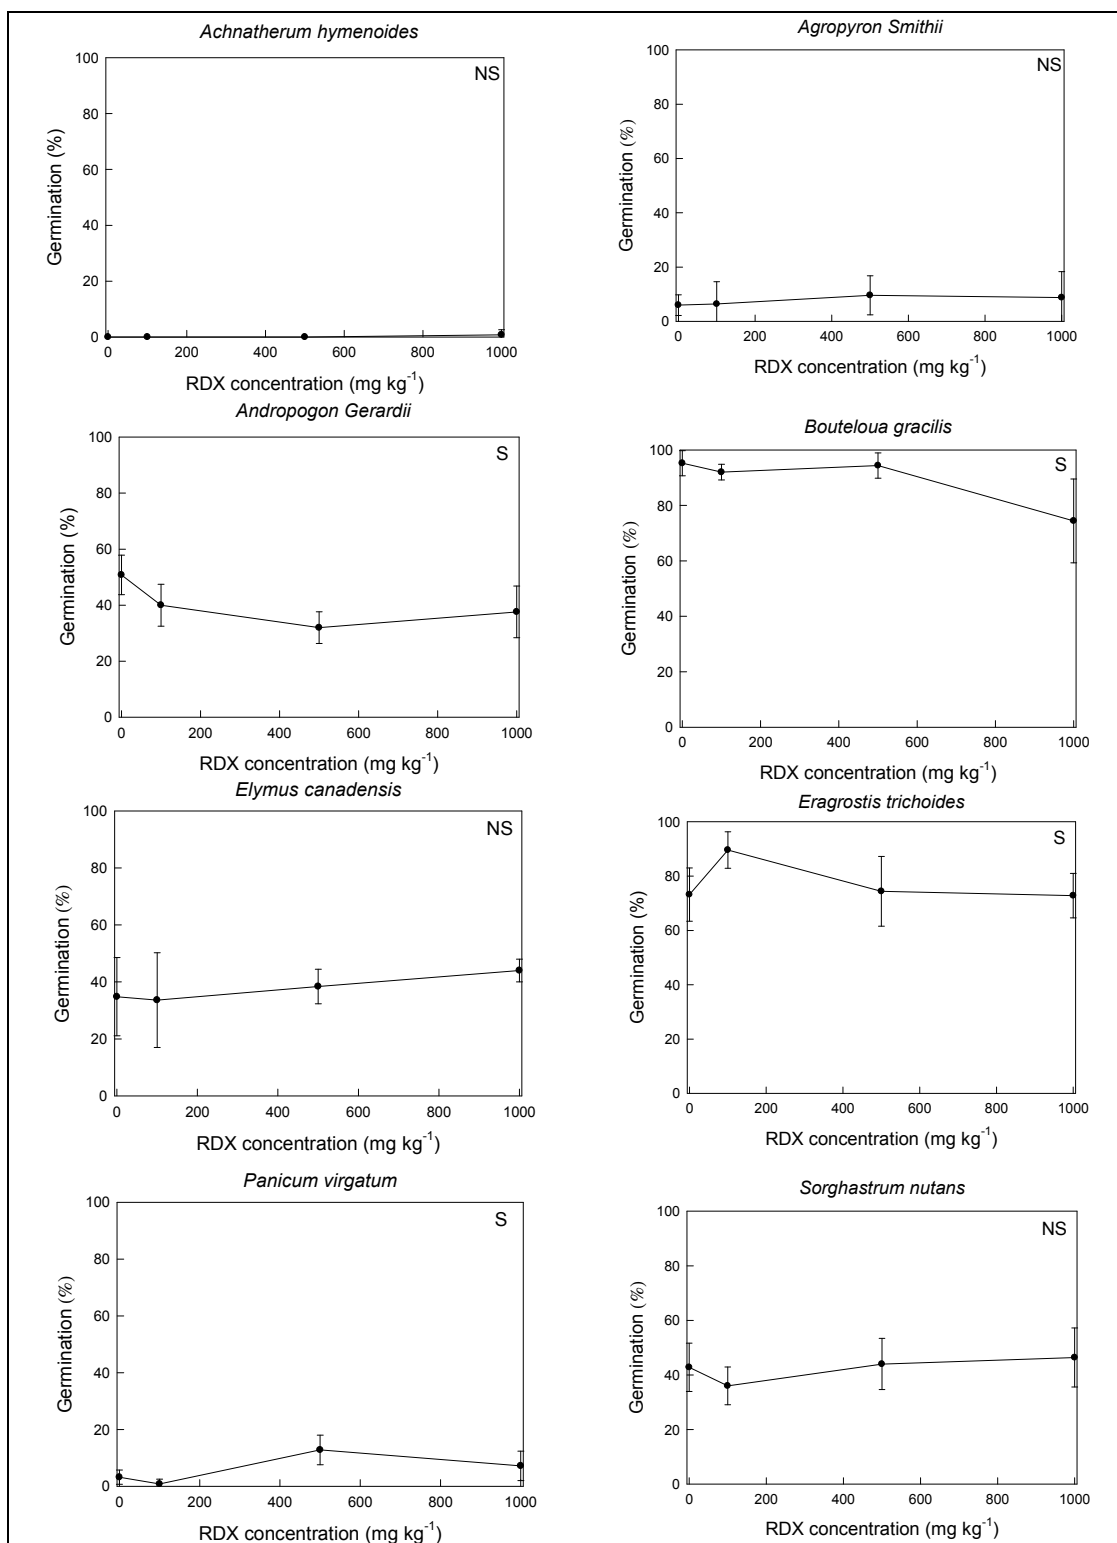 Achnatherum hymenoides
NS
100
80
60
40
20
0
Germination (%)
0 200 400 600 800 1000
RDX concentration (mg kg⁻¹)
Agropyron Smithii
NS
100
80
60
40
20
0
Germination (%)
0 200 400 600 800 1000
RDX concentration (mg kg⁻¹)
Andropogon Gerardii
S
100
80
60
40
20
0
Germination (%)
0 200 400 600 800 1000
RDX concentration (mg kg⁻¹)
Bouteloua gracilis
S
100
80
60
40
20
0
Germination (%)
0 200 400 600 800 1000
RDX concentration (mg kg⁻¹)
Elymus canadensis
NS
100
80
60
40
20
0
Germination (%)
0 200 400 600 800 1000
RDX concentration (mg kg⁻¹)
Eragrostis trichoides
S
100
80
60
40
20
0
Germination (%)
0 200 400 600 800 1000
RDX concentration (mg kg⁻¹)
Panicum virgatum
S
100
80
60
40
20
0
Germination (%)
0 200 400 600 800 1000
RDX concentration (mg kg⁻¹)
Sorghastrum nutans
NS
100
80
60
40
20
0
Germination (%)
0 200 400 600 800 1000
RDX concentration (mg kg⁻¹)